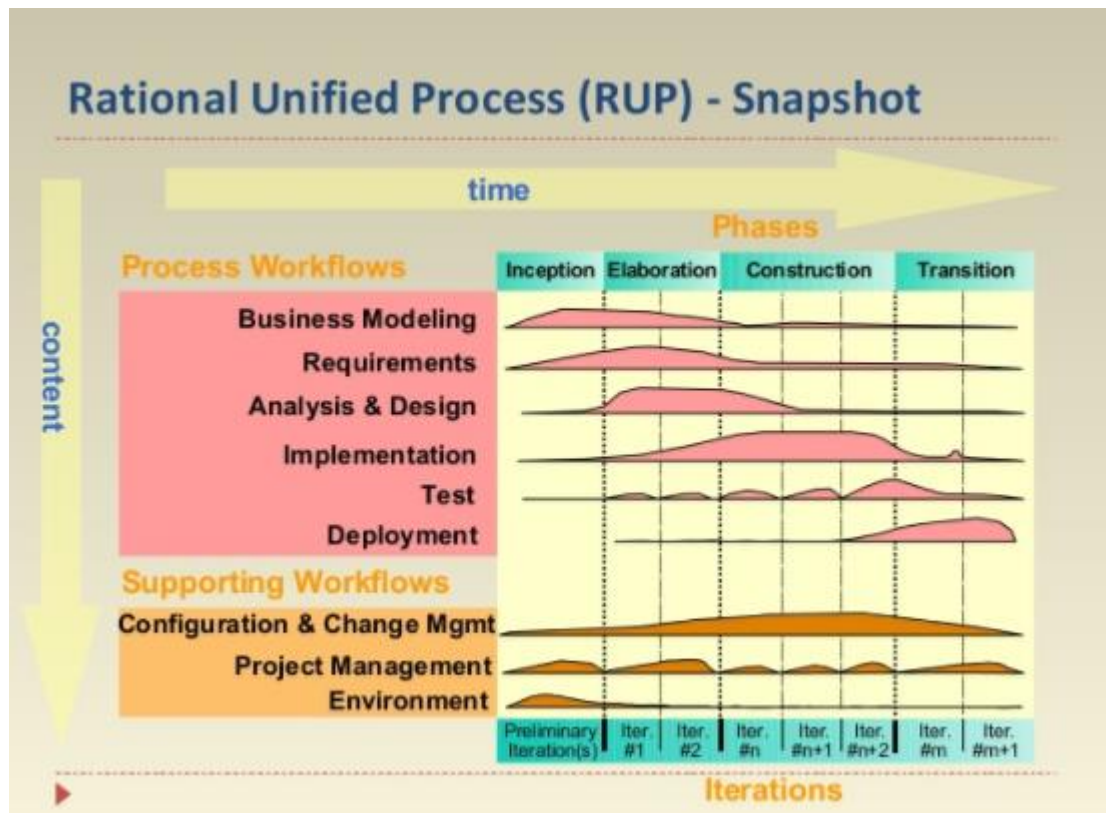 Rational Unified Process (RUP) - Snapshot
time
content
Phases
Process Workflows
Inception Elaboration Construction Transition
Business Modeling
Requirements
Analysis & Design
Implementation
Test
Deployment
Supporting Workflows
Configuration & Change Mgmt
Project Management
Environment
Preliminary Iteration(s)
Iter. #1
Iter. #2
Iter. #n
Iter. #n+1
Iter. #n+2
Iter. #m
Iter. #m+1
Iterations